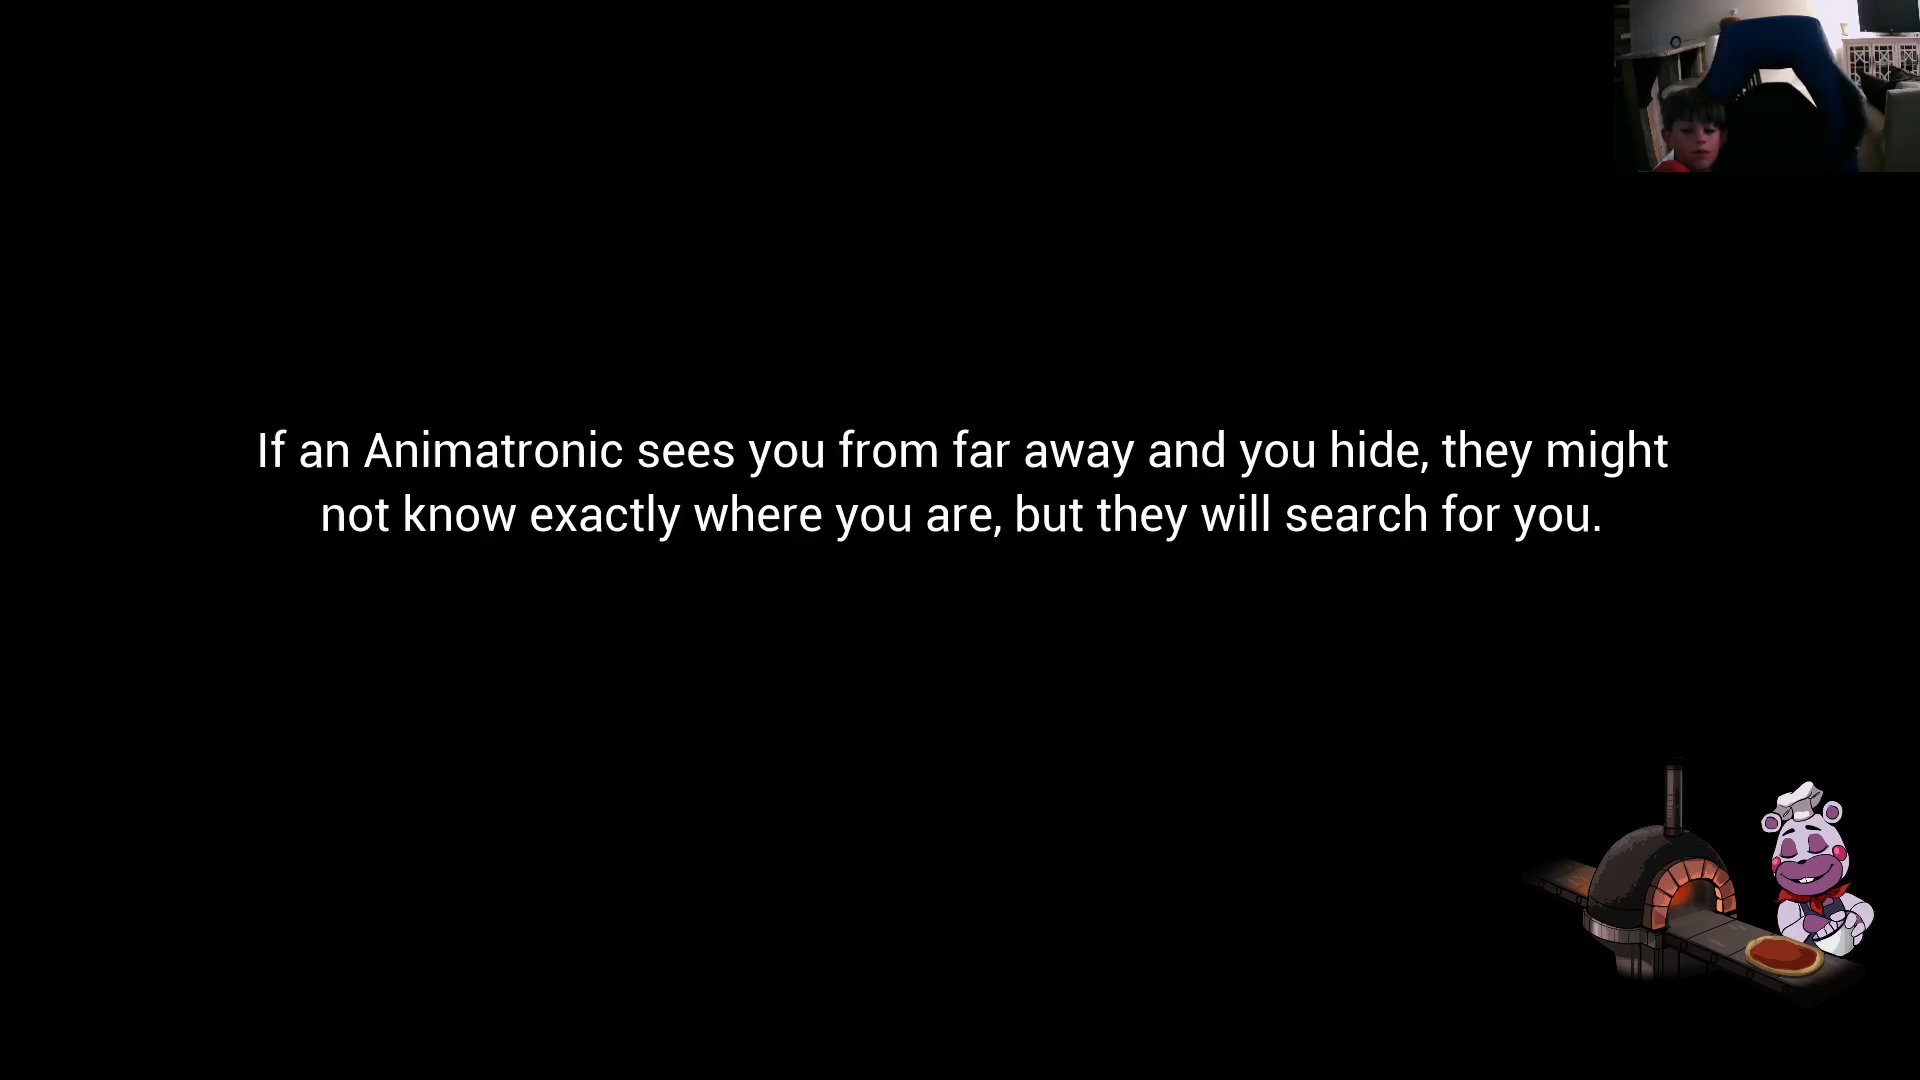 If an Animatronic sees you from far away and you hide, they might
not know exactly where you are, but they will search for you.